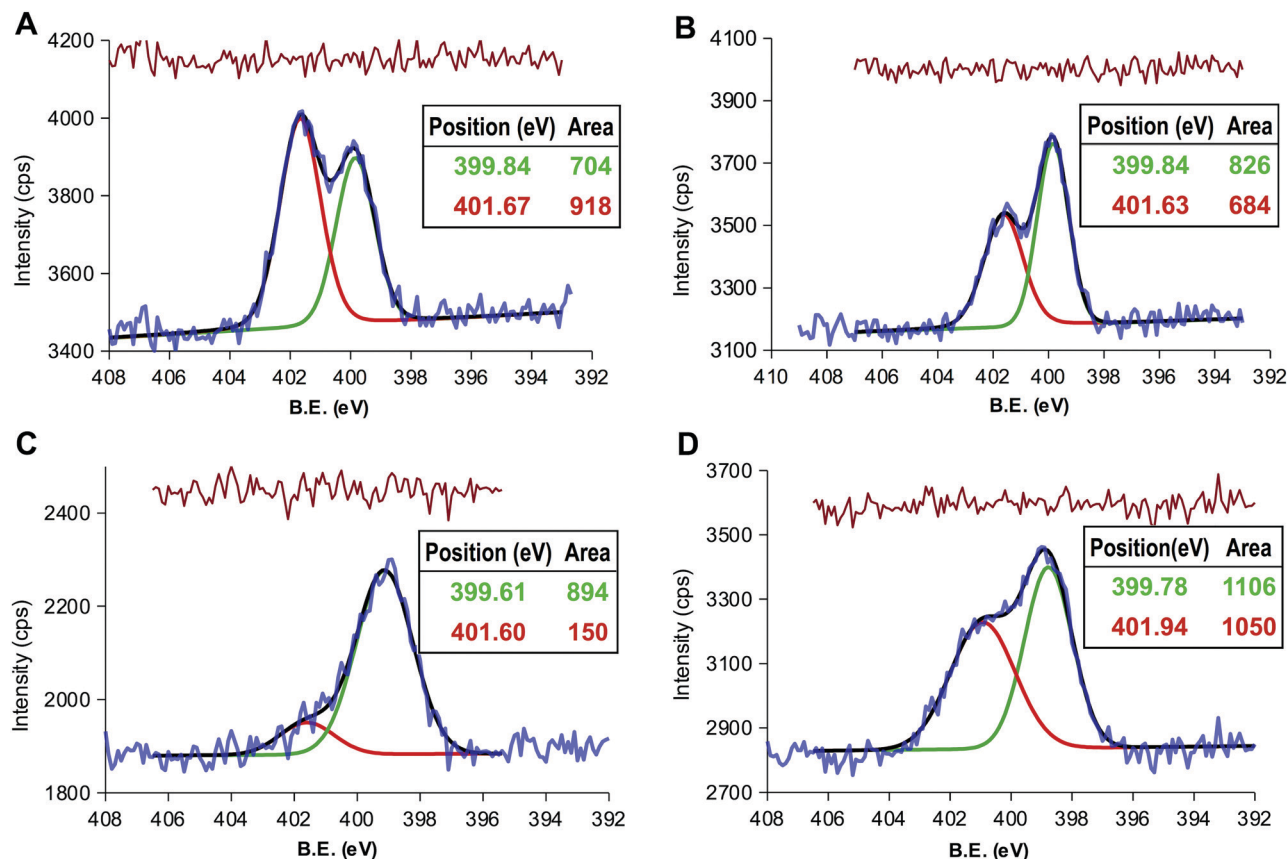 A
4200
4000
3800
3600
3400
Intensity (cps)
Position (eV) Area
399.84 704
401.67 918
408 406 404 402 400 398 396 394 392
B.E. (eV)
B
4100
3900
3700
3500
3300
3100
Intensity (cps)
Position (eV) Area
399.84 826
401.63 684
410 408 406 404 402 400 398 396 394 392
B.E. (eV)
C
2400
2200
2000
1800
Intensity (cps)
Position (eV) Area
399.61 894
401.60 150
408 406 404 402 400 398 396 394 392
B.E. (eV)
D
3700
3500
3300
3100
2900
2700
Intensity (cps)
Position(eV) Area
399.78 1106
401.94 1050
408 406 404 402 400 398 396 394 392
B.E. (eV)